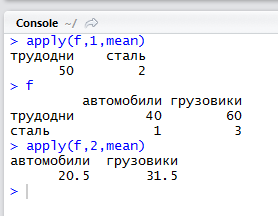 Console ~/
> apply(f,1,mean)
трудодни    сталь
      50        2
> f
         автомобили грузовики
трудодни         40        60
сталь             1         3
> apply(f,2,mean)
автомобили  грузовики
      20.5       31.5
>